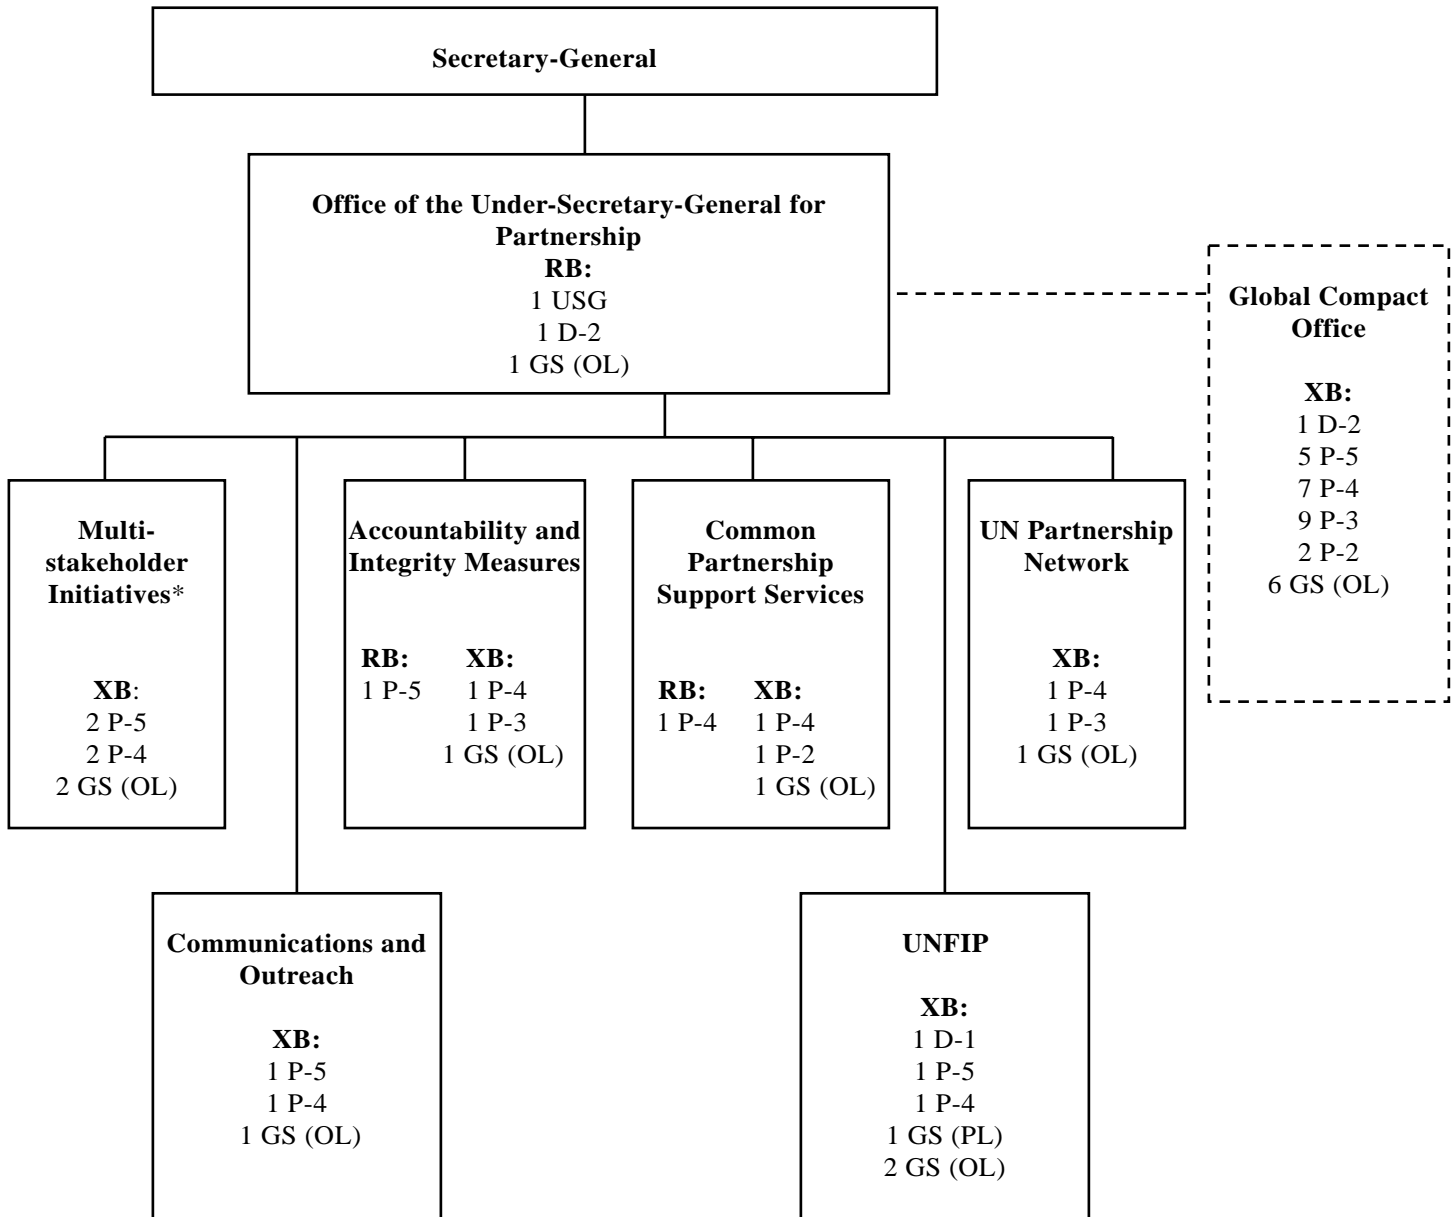 Secretary-General
Office of the Under-Secretary-General for
Partnership
RB:
1 USG
1 D-2
1 GS (OL)
Global Compact
Office
XB:
1 D-2
5 P-5
7 P-4
9 P-3
2 P-2
6 GS (OL)
Multi-
stakeholder
Initiatives*
XB:
2 P-5
2 P-4
2 GS (OL)
Accountability and
Integrity Measures
RB:
1 P-5
XB:
1 P-4
1 P-3
1 GS (OL)
Common
Partnership
Support Services
RB:
1 P-4
XB:
1 P-4
1 P-2
1 GS (OL)
UN Partnership
Network
XB:
1 P-4
1 P-3
1 GS (OL)
Communications and
Outreach
XB:
1 P-5
1 P-4
1 GS (OL)
UNFIP
XB:
1 D-1
1 P-5
1 P-4
1 GS (PL)
2 GS (OL)